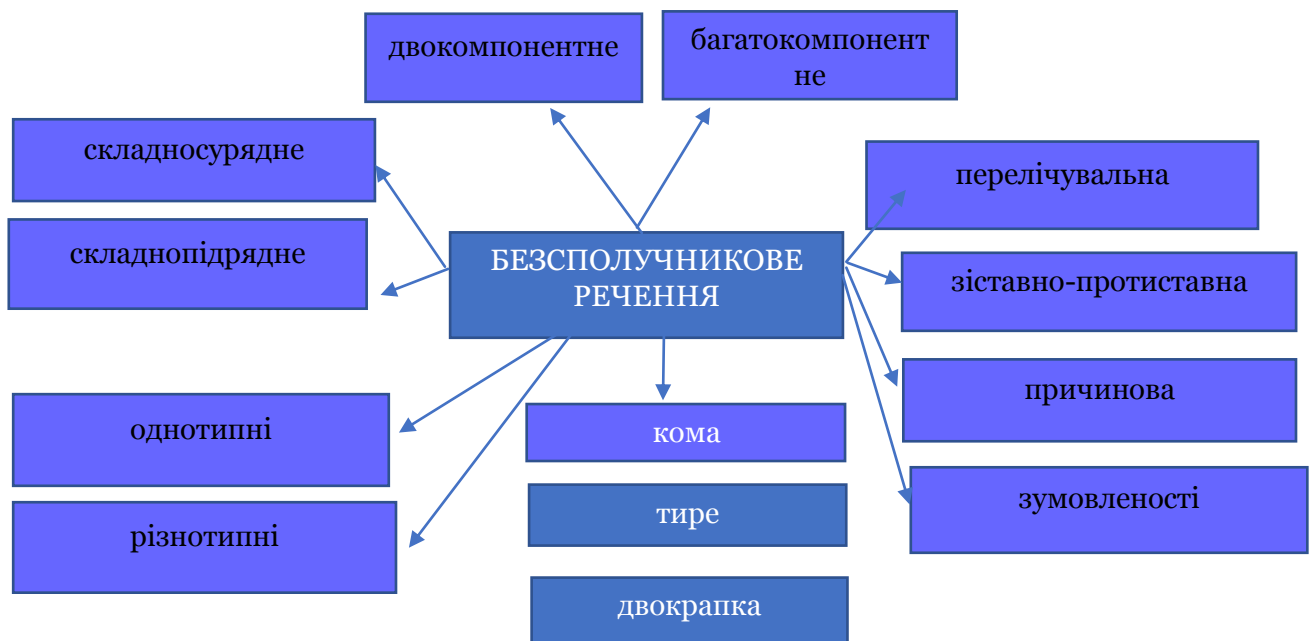 двокомпонентне
багатокомпонент
не
складносурядне
перелічувальна
складнопідрядне
БЕЗСПОЛУЧНИКОВЕ
РЕЧЕННЯ
зіставно-протиставна
причинова
однотипні
кома
зумовленості
тире
різнотипні
двокрапка